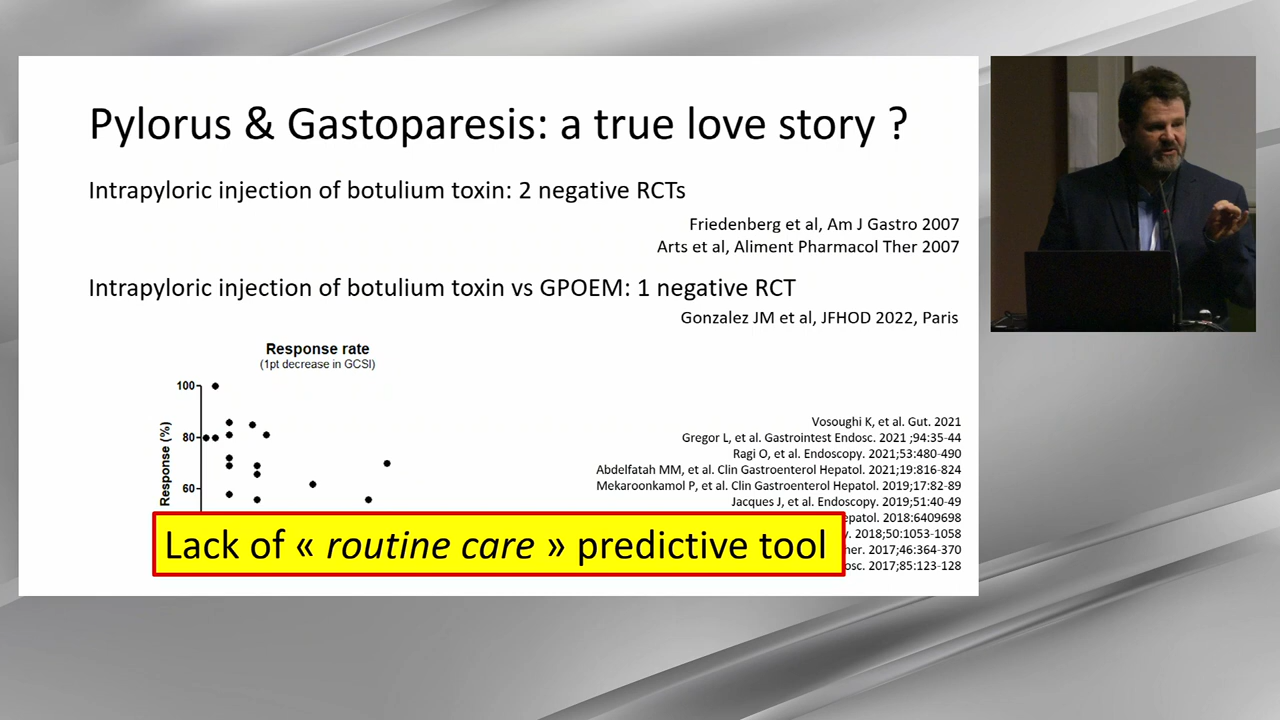 Pylorus & Gastoparesis: a true love story ?
Intrapyloric injection of botulium toxin: 2 negative RCTs
Friedenberg et al, Am J Gastro 2007
Arts et al, Aliment Pharmacol Ther 2007
Intrapyloric injection of botulium toxin vs GPOEM: 1 negative RCT
Gonzalez JM et al, JFHOD 2022, Paris
Response rate
(1pt decrease in GCSI)
100
80
60
Response (%)
Vosoughi K, et al. Gut. 2021
Gregor L, et al. Gastrointest Endosc. 2021 ;94:35-44
Ragi O, et al. Endoscopy. 2021;53:480-490
Abdelfatah MM, et al. Clin Gastroenterol Hepatol. 2021;19:816-824
Mekaroonkamol P, et al. Clin Gastroenterol Hepatol. 2019;17:82-89
Jacques J, et al. Endoscopy. 2019;51:40-49
epatol. 2018:6409698
. 2018;50:1053-1058
her. 2017;46:364-370
osc. 2017;85:123-128
Lack of « routine care » predictive tool